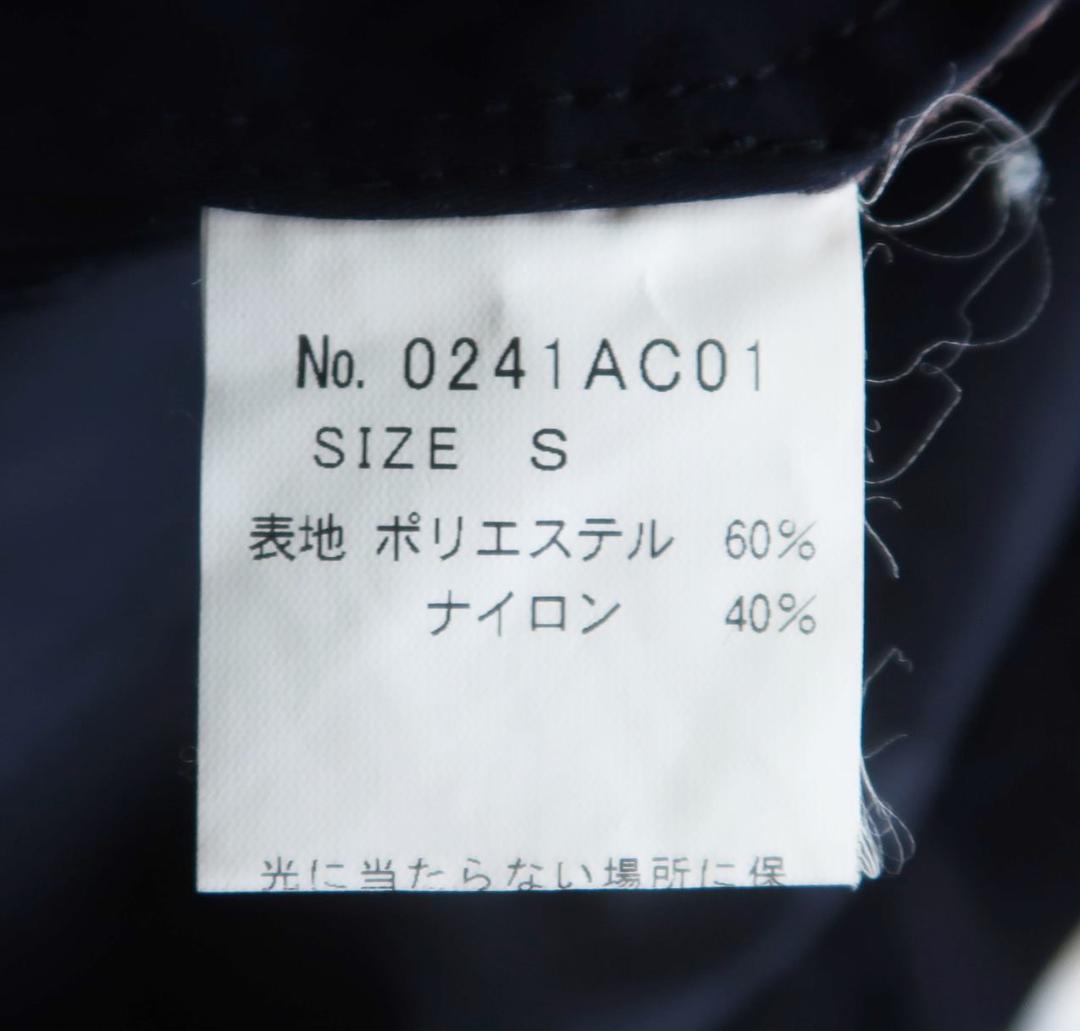 No. 0241AC01
SIZE S
表地 ポリエステル 60%
ナイロン 40%
光に当たらない場所に保